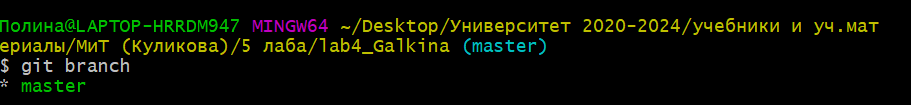 Полина@LAPTOP-HRRDM947 MINGW64 ~/Desktop/Университет 2020-2024/учебники и уч.мат
ериалы/МиТ (Куликова)/5 лаба/lab4_Galkina (master)
$ git branch
* master